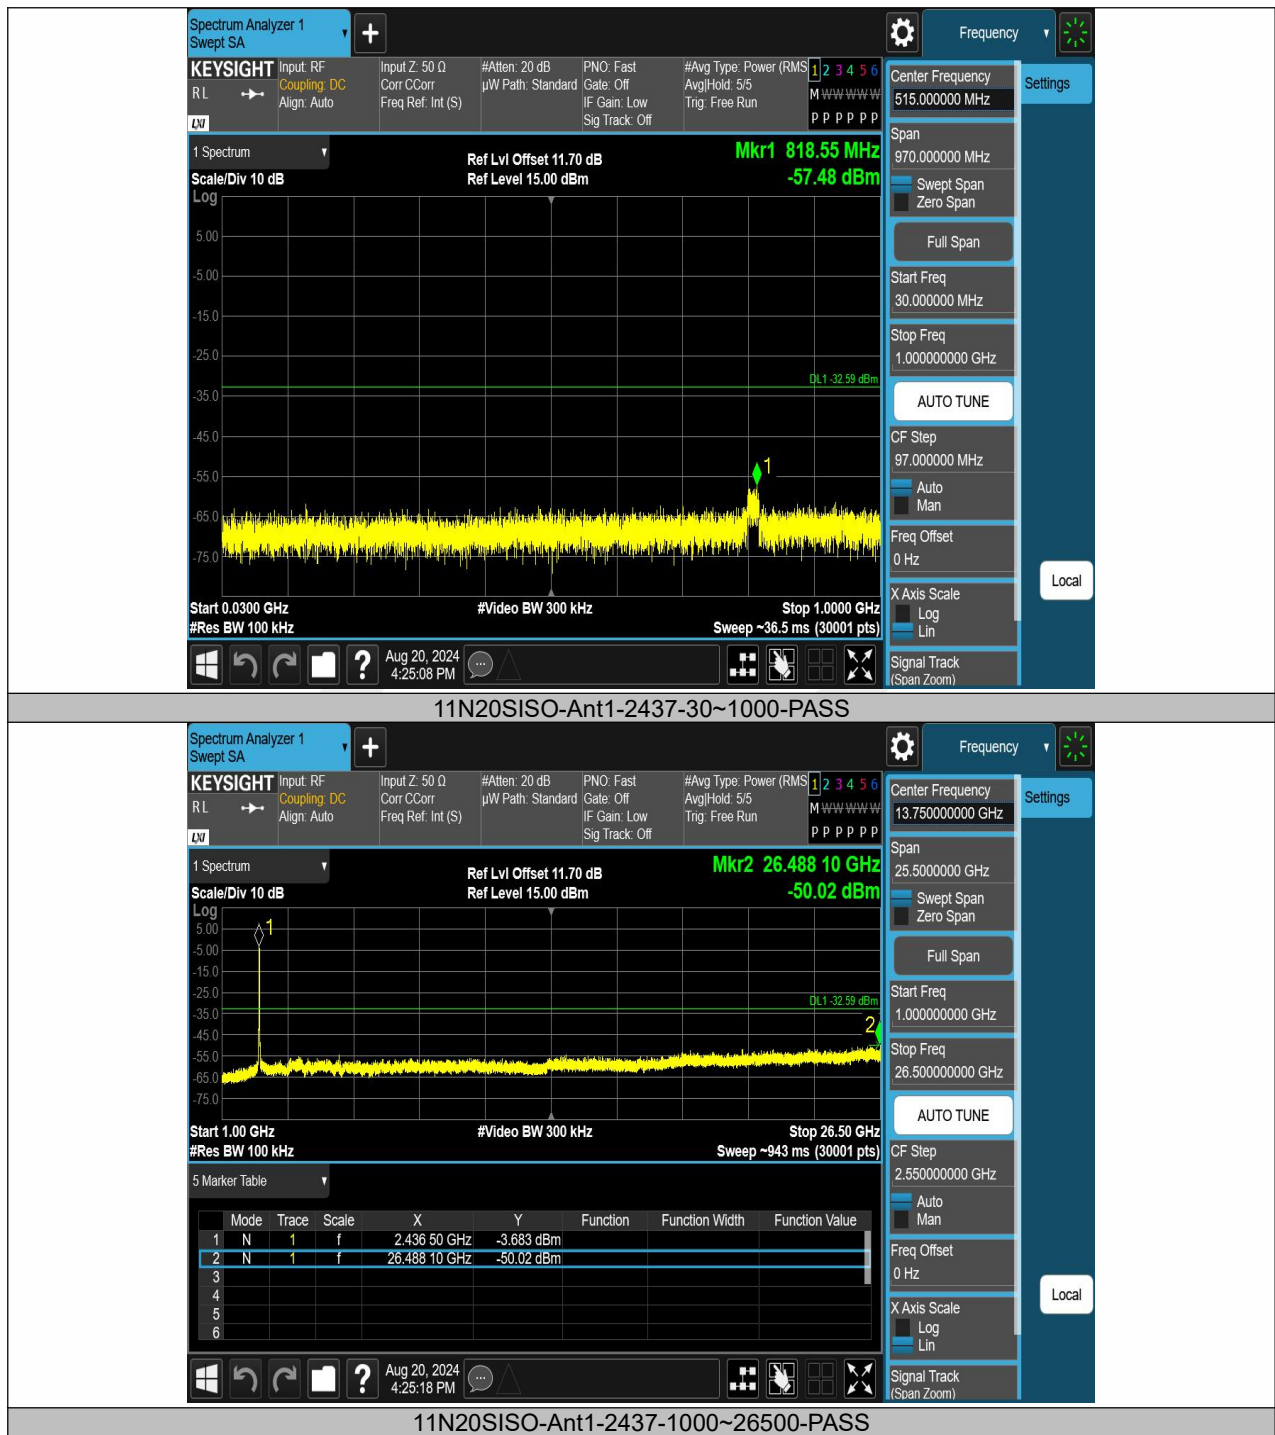 Spectrum Analyzer 1
Swept SA
+
Frequency
KEYSIGHT
RL
LXI
Input: RF
Coupling: DC
Align: Auto
Input Z: 50 Ω
Corr CCorr
Freq Ref: Int (S)
#Atten: 20 dB
µW Path: Standard
PNO: Fast
Gate: Off
IF Gain: Low
Sig Track: Off
#Avg Type: Power (RMS
Avg|Hold: 5/5
Trig: Free Run
1 2 3 4 5 6
M W W W W W
P P P P P P
1 Spectrum
Scale/Div 10 dB
Log
Ref Lvl Offset 11.70 dB
Ref Level 15.00 dBm
Mkr1 818.55 MHz
-57.48 dBm
5.00
-5.00
-15.0
-25.0
DL1 -32.59 dBm
-35.0
-45.0
1
-55.0
-65.0
-75.0
Start 0.0300 GHz
#Video BW 300 kHz
Stop 1.0000 GHz
#Res BW 100 kHz
Sweep ~36.5 ms (30001 pts)
?
Aug 20, 2024
4:25:08 PM
Center Frequency
515.000000 MHz
Settings
Span
970.000000 MHz
Swept Span
Zero Span
Full Span
Start Freq
30.000000 MHz
Stop Freq
1.000000000 GHz
AUTO TUNE
CF Step
97.000000 MHz
Auto
Man
Freq Offset
0 Hz
Local
X Axis Scale
Log
Lin
Signal Track
(Span Zoom)
11N20SISO-Ant1-2437-30~1000-PASS
Spectrum Analyzer 1
Swept SA
+
Frequency
KEYSIGHT
RL
LXI
Input: RF
Coupling: DC
Align: Auto
Input Z: 50 Ω
Corr CCorr
Freq Ref: Int (S)
#Atten: 20 dB
µW Path: Standard
PNO: Fast
Gate: Off
IF Gain: Low
Sig Track: Off
#Avg Type: Power (RMS
Avg|Hold: 5/5
Trig: Free Run
1 2 3 4 5 6
M W W W W W
P P P P P P
1 Spectrum
Scale/Div 10 dB
Log
Ref Lvl Offset 11.70 dB
Ref Level 15.00 dBm
Mkr2 26.488 10 GHz
-50.02 dBm
1
5.00
-5.00
-15.0
-25.0
DL1 -32.59 dBm
-35.0
2
-45.0
-55.0
-65.0
-75.0
Start 1.00 GHz
#Video BW 300 kHz
Stop 26.50 GHz
#Res BW 100 kHz
Sweep ~943 ms (30001 pts)
5 Marker Table
Mode Trace Scale X Y Function Function Width Function Value
1 N 1 f 2.436 50 GHz -3.683 dBm
2 N 1 f 26.488 10 GHz -50.02 dBm
3
4
5
6
?
Aug 20, 2024
4:25:18 PM
Center Frequency
13.750000000 GHz
Settings
Span
25.5000000 GHz
Swept Span
Zero Span
Full Span
Start Freq
1.000000000 GHz
Stop Freq
26.500000000 GHz
AUTO TUNE
CF Step
2.550000000 GHz
Auto
Man
Freq Offset
0 Hz
Local
X Axis Scale
Log
Lin
Signal Track
(Span Zoom)
11N20SISO-Ant1-2437-1000~26500-PASS